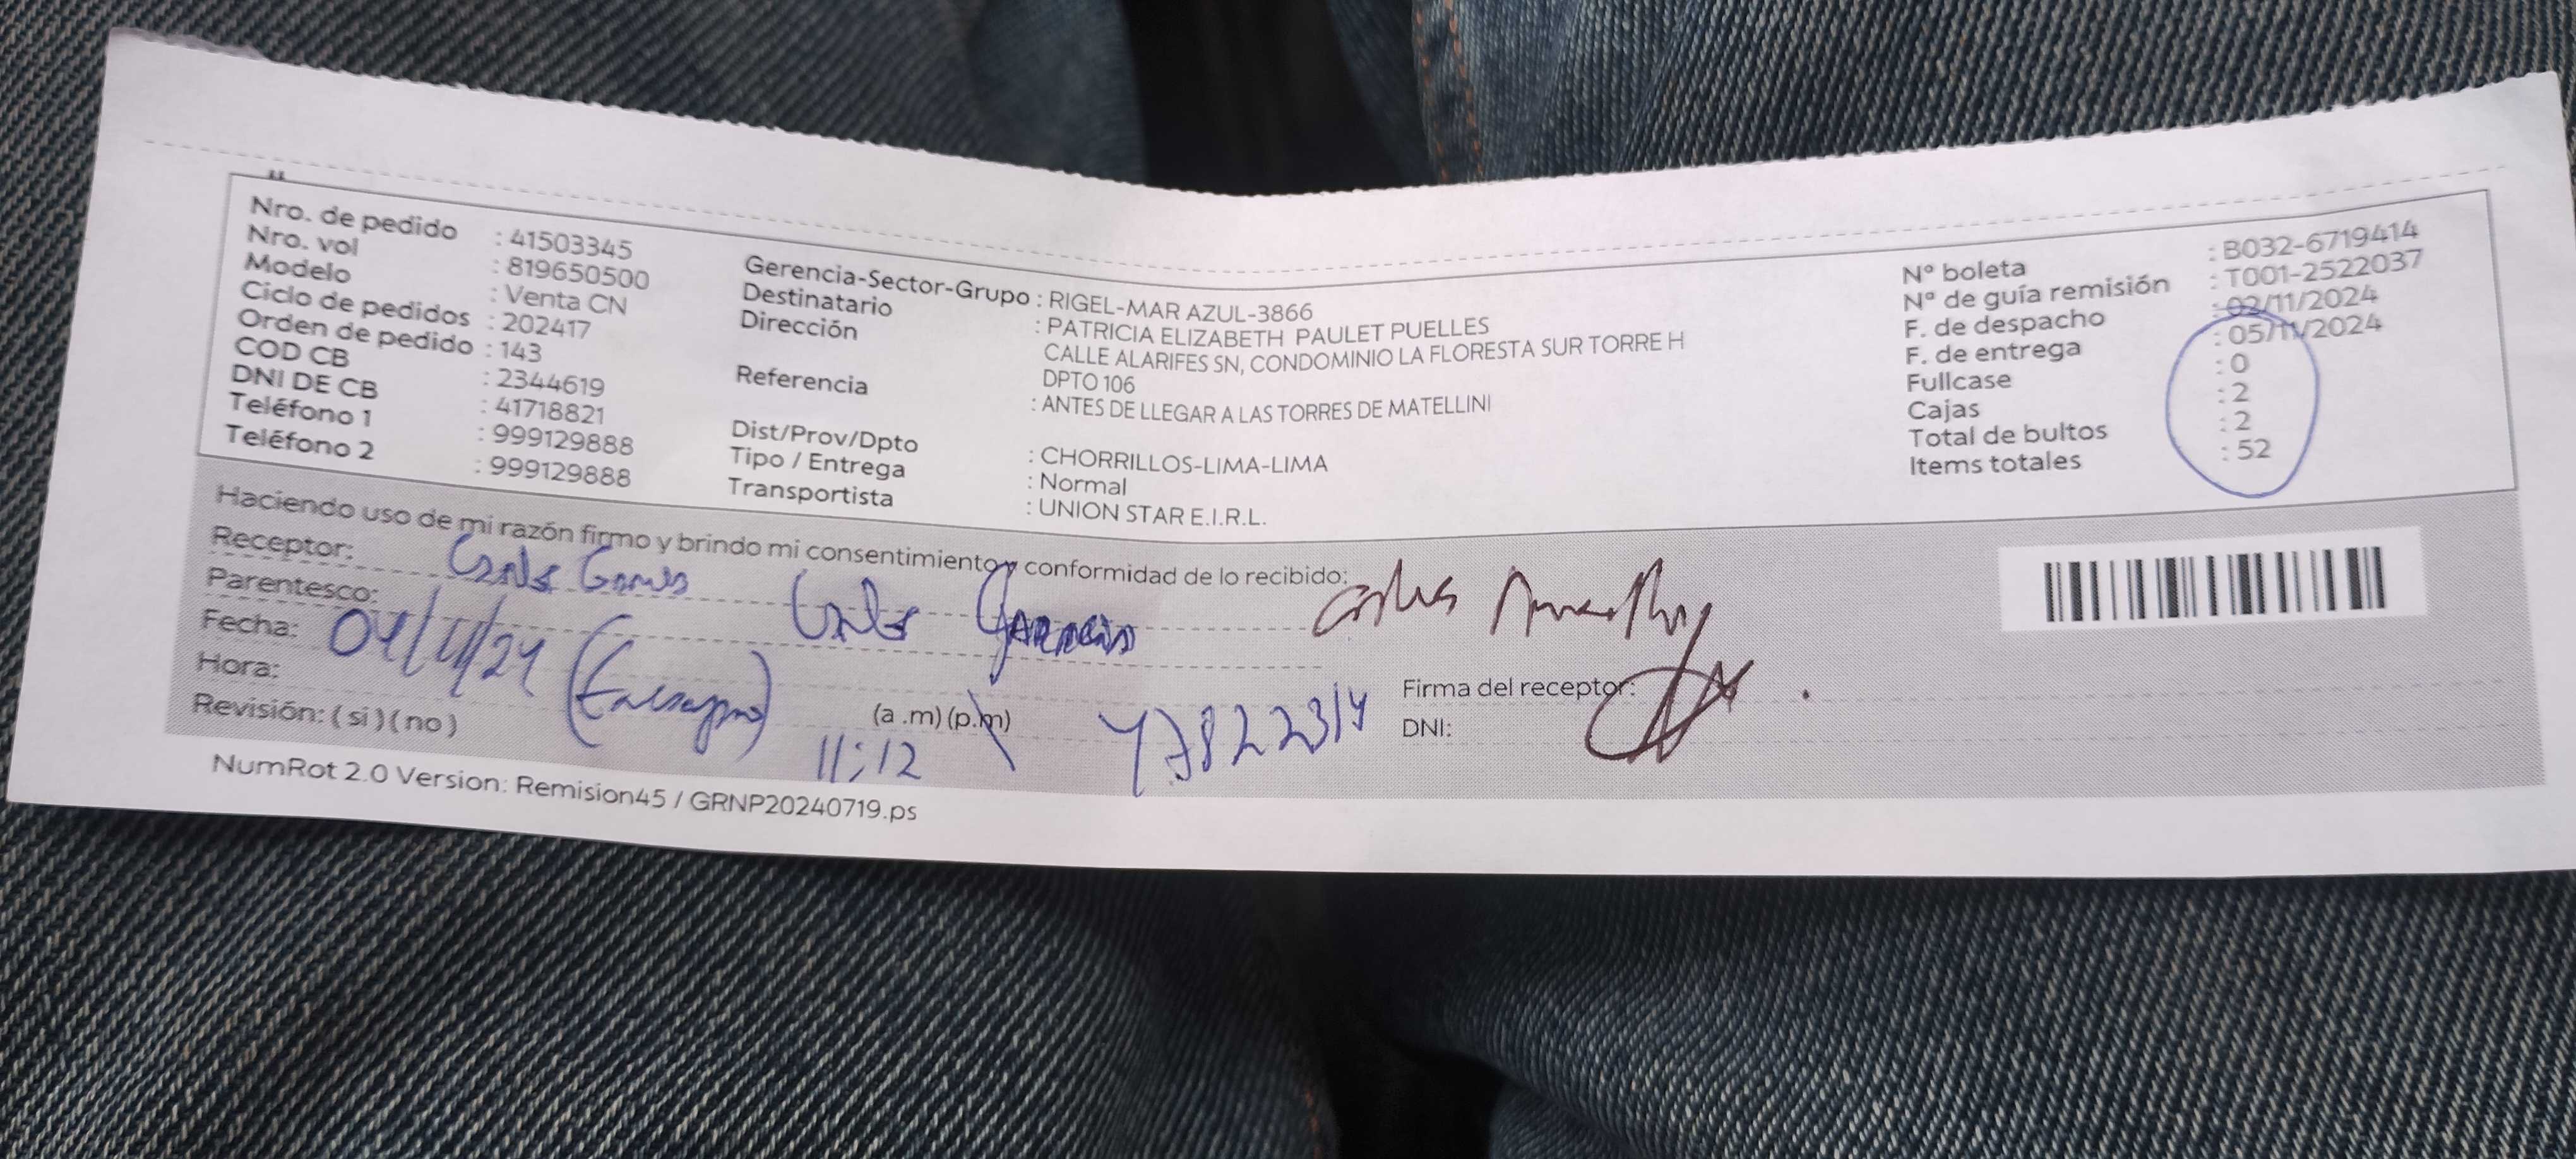 Nro. de pedido : 41503345
Nro. vol : 819650500
Modelo : Venta CN
Ciclo de pedidos : 202417
Orden de pedido : 143
COD CB : 2344619
DNI DE CB : 41718821
Teléfono 1 : 999129888
Teléfono 2 : 999129888
Gerencia-Sector-Grupo : RIGEL-MAR AZUL-3866
Destinatario : PATRICIA ELIZABETH PAULET PUELLES
Dirección CALLE ALARIFES SN, CONDOMINIO LA FLORESTA SUR TORRE H
DPTO 106
Referencia : ANTES DE LLEGAR A LAS TORRES DE MATELLINI
Dist/Prov/Dpto : CHORRILLOS-LIMA-LIMA
Tipo / Entrega : Normal
Transportista : UNION STAR E.I.R.L.
N° boleta : B032-6719414
N° de guía remisión : T001-2522037
F. de despacho : 02/11/2024
F. de entrega : 05/11/2024
Fullcase : 0
Cajas : 2
Total de bultos : 2
Items totales : 52
Haciendo uso de mi razón firmo y brindo mi consentimiento y conformidad de lo recibido:
Receptor:
Parentesco:
Fecha: 04/11/24
Hora: (a .m) (p.m)
11:12
Revisión: ( si ) ( no )
Firma del receptor:
DNI: 47822314
NumRot 2.0 Version: Remision45 / GRNP20240719.ps